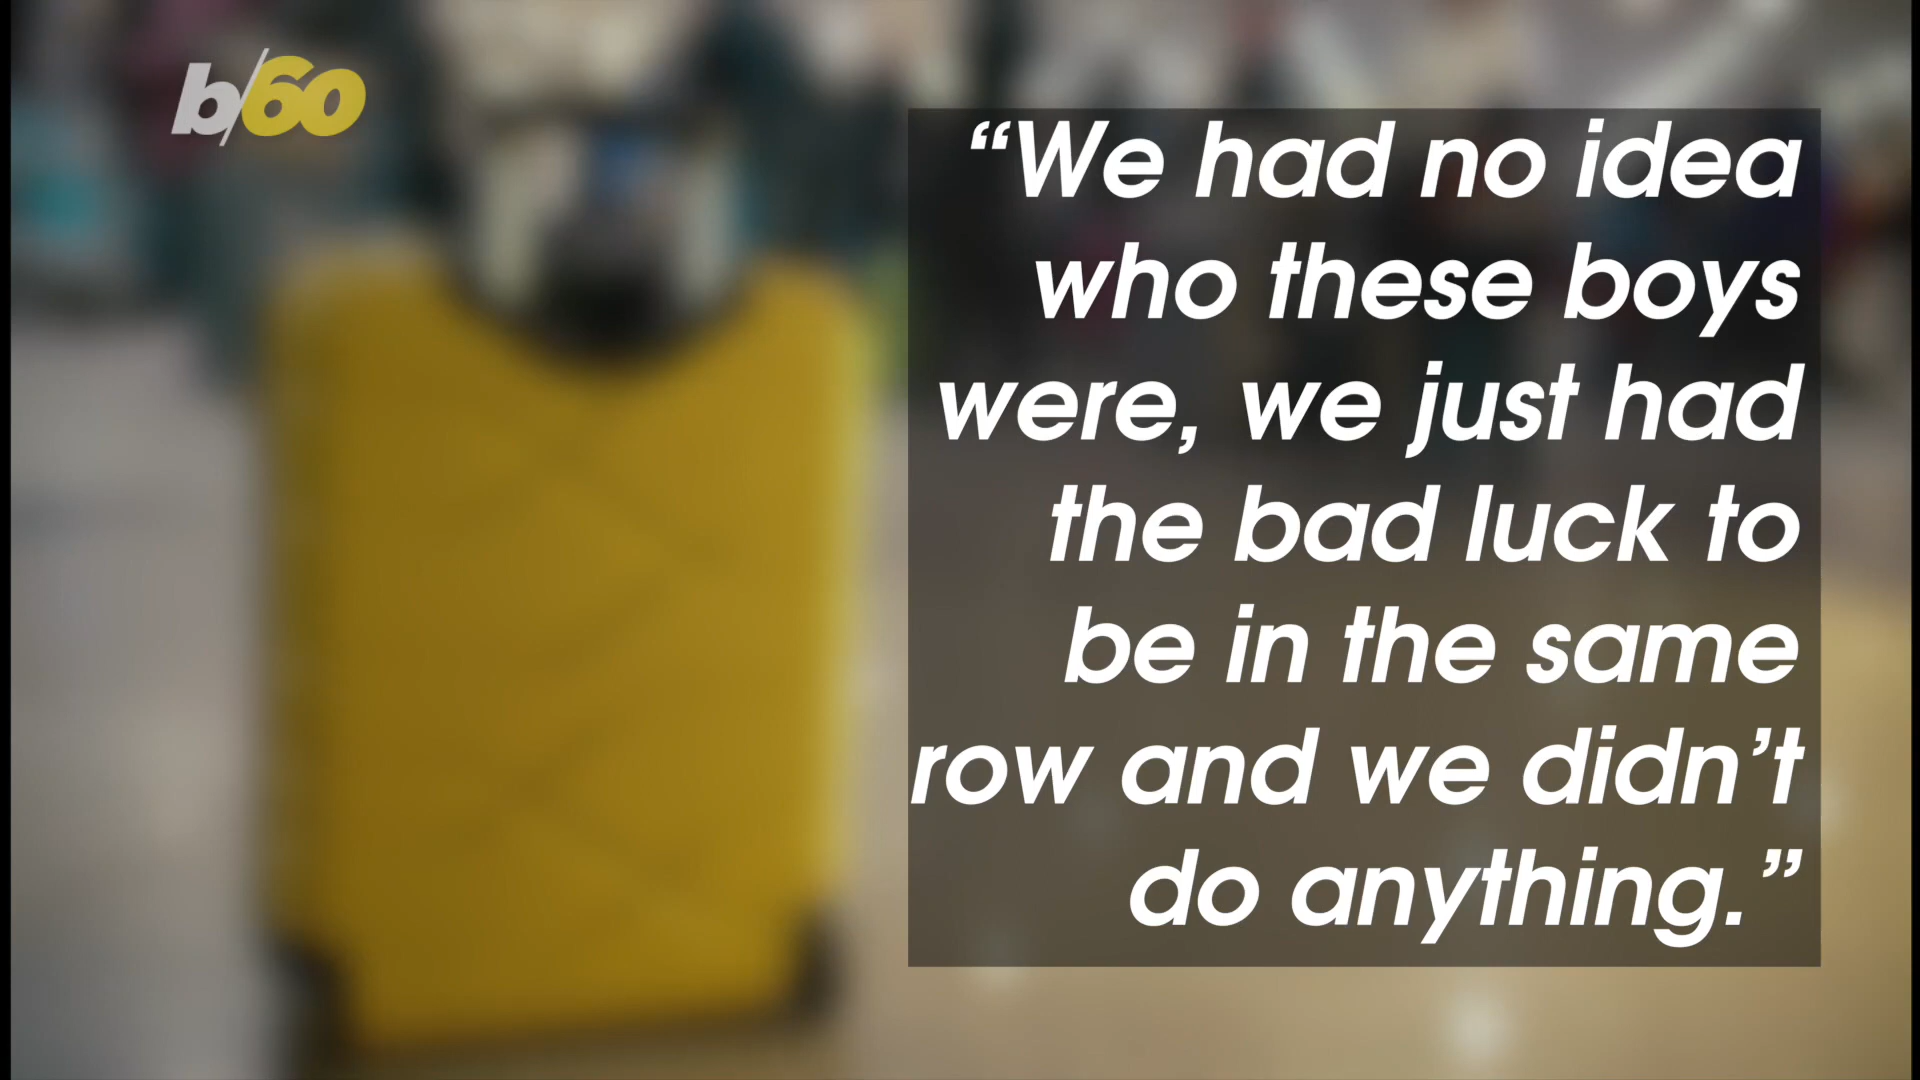 b/60
“We had no idea
who these boys
were, we just had
the bad luck to
be in the same
row and we didn’t
do anything.”